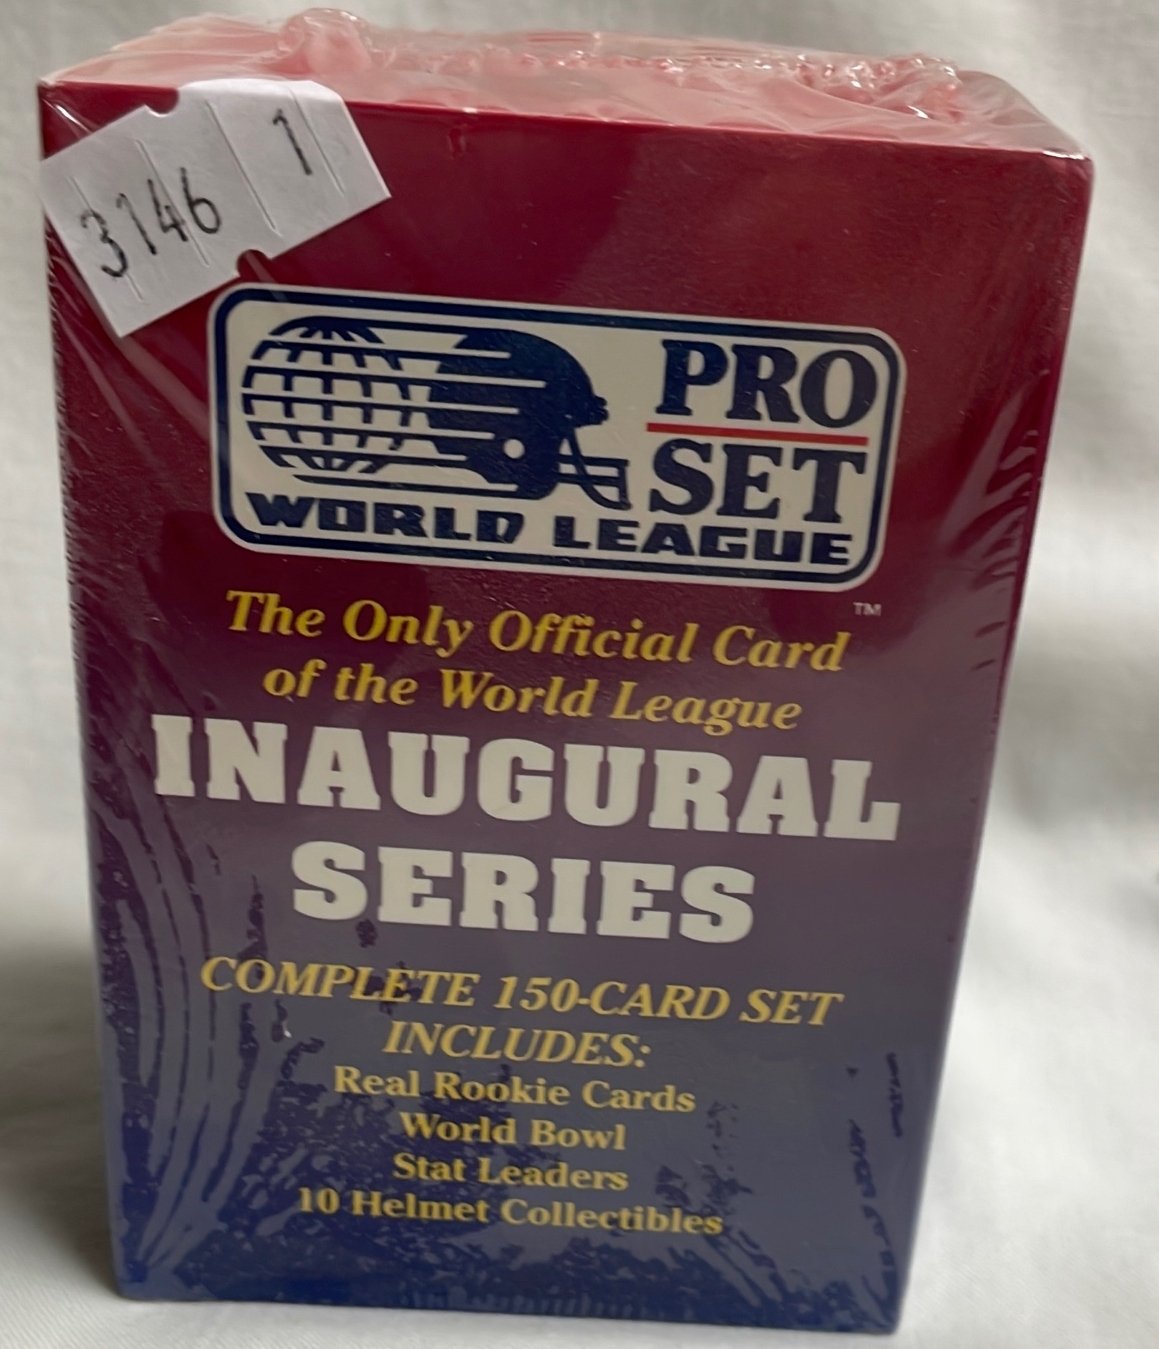 3146 1
PRO
SET
WORLD LEAGUE
TM
The Only Official Card
of the World League
INAUGURAL
SERIES
COMPLETE 150-CARD SET
INCLUDES:
Real Rookie Cards
World Bowl
Stat Leaders
10 Helmet Collectibles